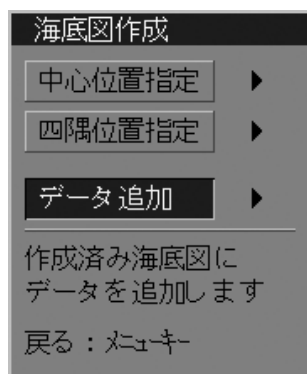 海底図作成
中心位置指定
四隅位置指定
データ追加
作成済み海底図に
データを追加します
戻る：ﾒﾆｭｰｷｰ